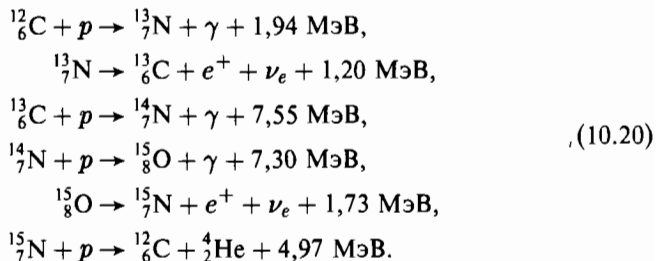 ¹²₆C + p → ¹³₇N + γ + 1,94 МэВ,
¹³₇N → ¹³₆C + e⁺ + νₑ + 1,20 МэВ,
¹³₆C + p → ¹⁴₇N + γ + 7,55 МэВ,
¹⁴₇N + p → ¹⁵₈O + γ + 7,30 МэВ,
,(10.20)
¹⁵₈O → ¹⁵₇N + e⁺ + νₑ + 1,73 МэВ,
¹⁵₇N + p → ¹²₆C + ⁴₂He + 4,97 МэВ.